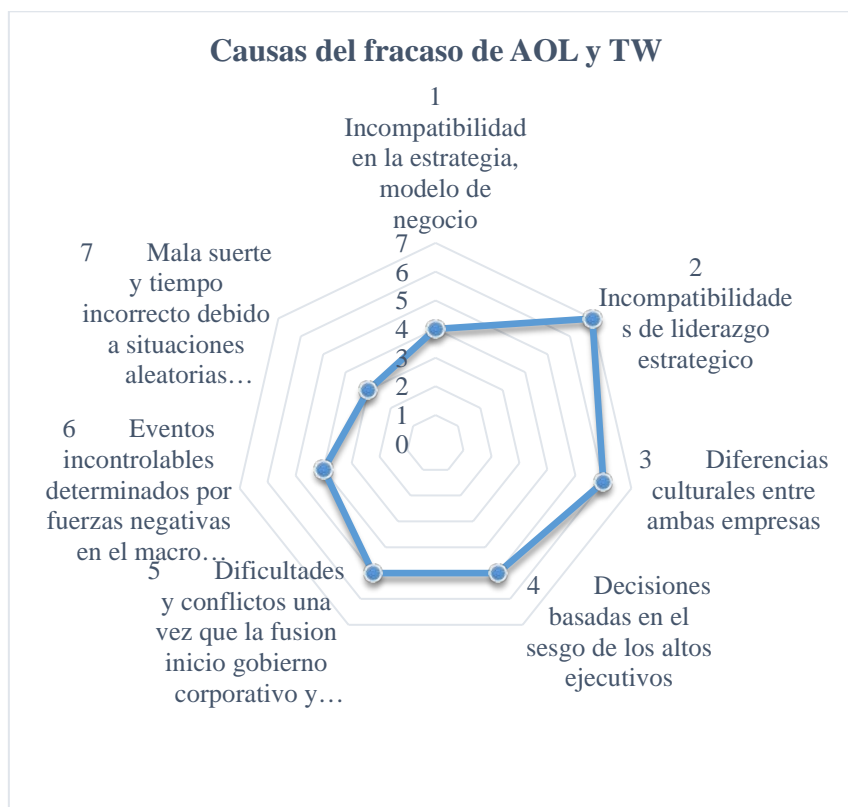 Causas del fracaso de AOL y TW
1
Incompatibilidad
en la estrategia,
modelo de
negocio
2
Incompatibilidade
s de liderazgo
estrategico
3 Diferencias
culturales entre
ambas empresas
4 Decisiones
basadas en el
sesgo de los altos
ejecutivos
5 Dificultades
y conflictos una
vez que la fusion
inicio gobierno
corporativo y…
6 Eventos
incontrolables
determinados por
fuerzas negativas
en el macro…
7 Mala suerte
y tiempo
incorrecto debido
a situaciones
aleatorias…
7
6
5
4
3
2
1
0